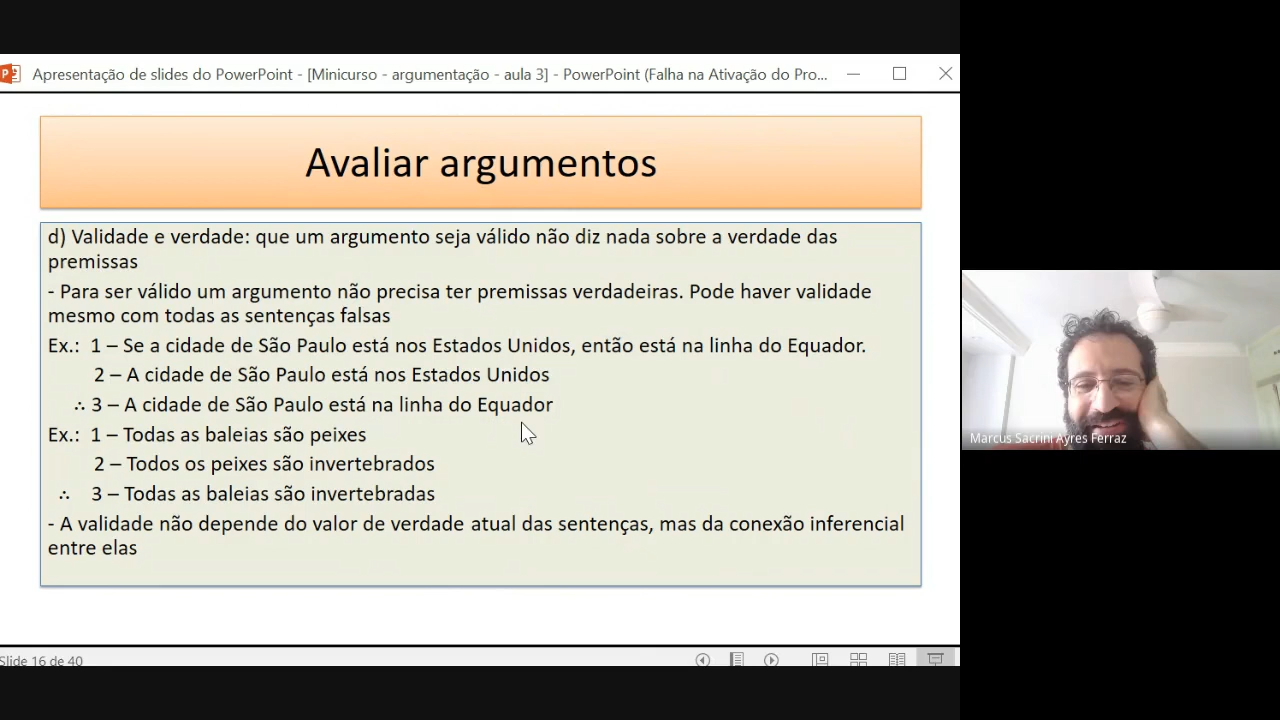 Apresentação de slides do PowerPoint - [Minicurso - argumentação - aula 3] - PowerPoint (Falha na Ativação do Pro...
Avaliar argumentos
d) Validade e verdade: que um argumento seja válido não diz nada sobre a verdade das
premissas
- Para ser válido um argumento não precisa ter premissas verdadeiras. Pode haver validade
mesmo com todas as sentenças falsas
Ex.: 1 – Se a cidade de São Paulo está nos Estados Unidos, então está na linha do Equador.
2 – A cidade de São Paulo está nos Estados Unidos
∴ 3 – A cidade de São Paulo está na linha do Equador
Ex.: 1 – Todas as baleias são peixes
2 – Todos os peixes são invertebrados
∴ 3 – Todas as baleias são invertebradas
- A validade não depende do valor de verdade atual das sentenças, mas da conexão inferencial
entre elas
Marcus Sacrini Ayres Ferraz
Slide 16 de 40